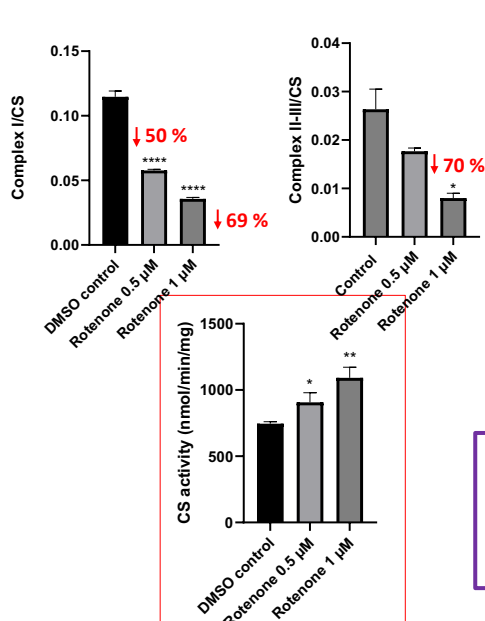 Complex I/CS
0.15
0.10
0.05
0.00
↓ 50 %
****
****
↓ 69 %
DMSO control
Rotenone 0.5 µM
Rotenone 1 µM
Complex II-III/CS
0.04
0.03
0.02
0.01
0.00
↓ 70 %
*
Control
Rotenone 0.5 µM
Rotenone 1 µM
CS activity (nmol/min/mg)
1500
1000
500
0
*
**
DMSO control
Rotenone 0.5 µM
Rotenone 1 µM